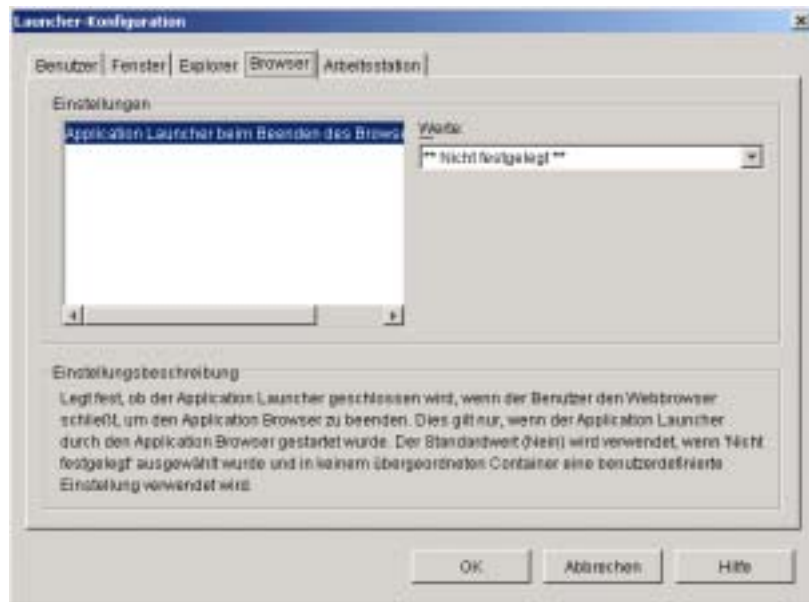 Launcher-Konfiguration
Benutzer Fenster Explorer Browser Arbeitsstation
Einstellungen
Application Launcher beim Beenden des Brows
Werte:
** Nicht festgelegt **
Einstellungsbeschreibung
Legt fest, ob der Application Launcher geschlossen wird, wenn der Benutzer den Webbrowser
schließt, um den Application Browser zu beenden. Dies gilt nur, wenn der Application Launcher
durch den Application Browser gestartet wurde. Der Standardwert (Nein) wird verwendet, wenn 'Nicht
festgelegt' ausgewählt wurde und in keinem übergeordneten Container eine benutzerdefinierte
Einstellung verwendet wird.
OK Abbrechen Hilfe